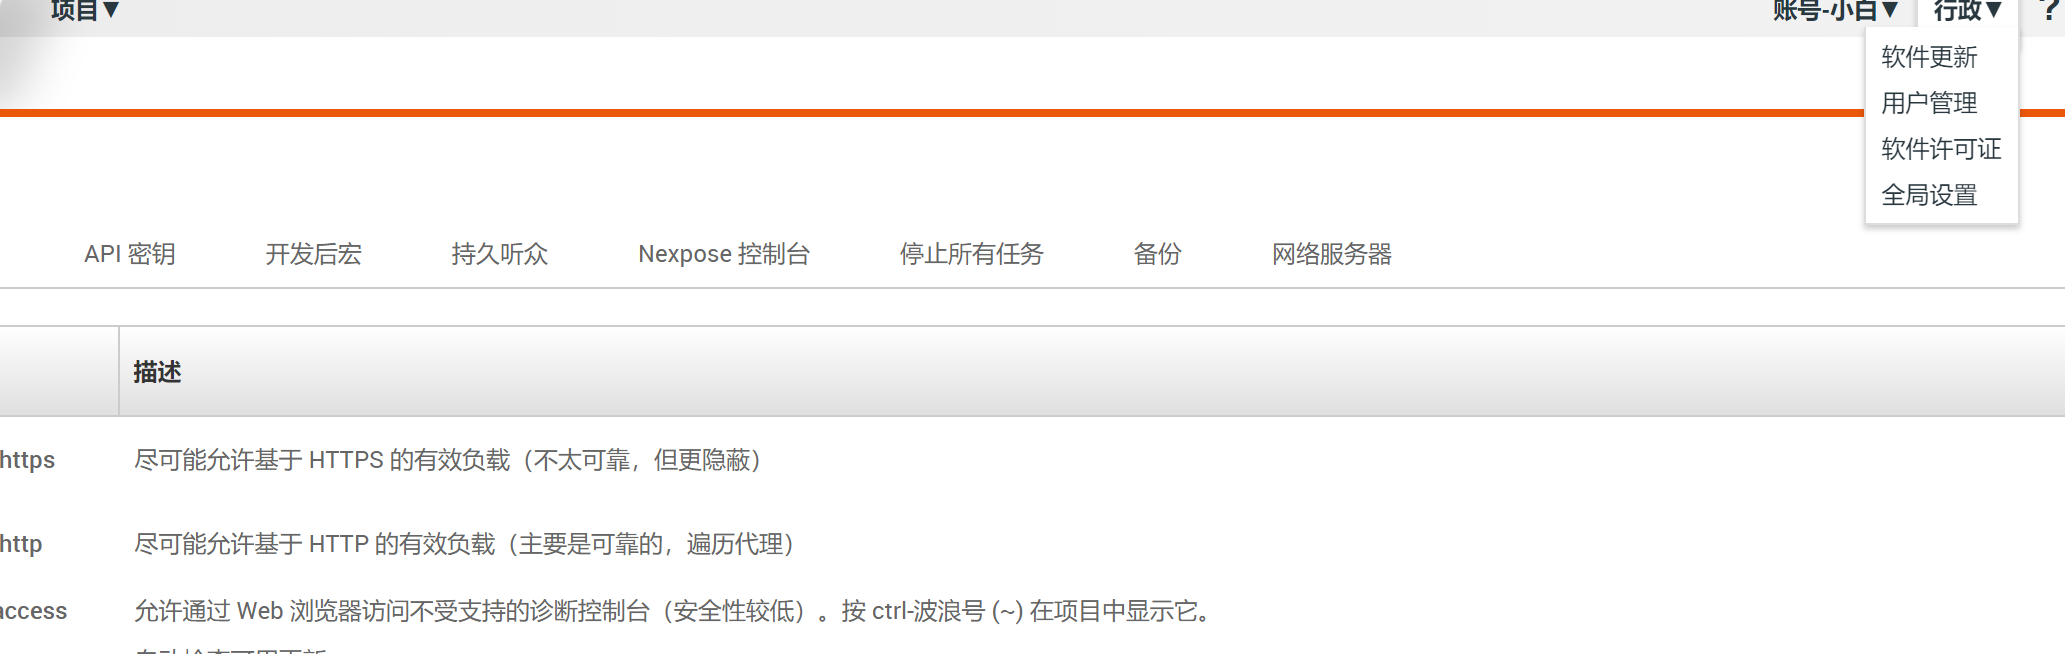 项目▼ 账号-小白▼ 行政▼ ?
软件更新
用户管理
软件许可证
全局设置
API 密钥 开发后宏 持久听众 Nexpose 控制台 停止所有任务 备份 网络服务器
描述
https 尽可能允许基于 HTTPS 的有效负载（不太可靠，但更隐蔽）
http 尽可能允许基于 HTTP 的有效负载（主要是可靠的，遍历代理）
access 允许通过 Web 浏览器访问不受支持的诊断控制台（安全性较低）。按 ctrl-波浪号 (~) 在项目中显示它。